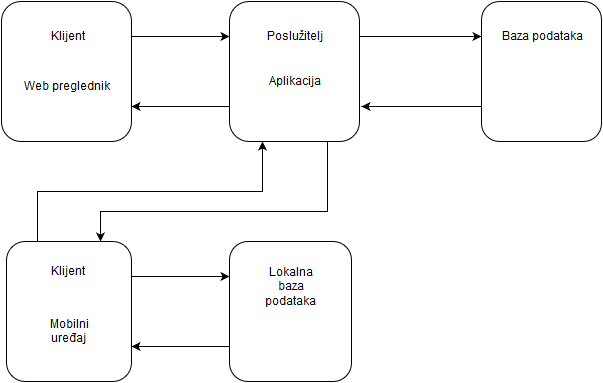 Klijent
Web preglednik
Poslužitelj
Aplikacija
Baza podataka
Klijent
Mobilni
uređaj
Lokalna
baza
podataka